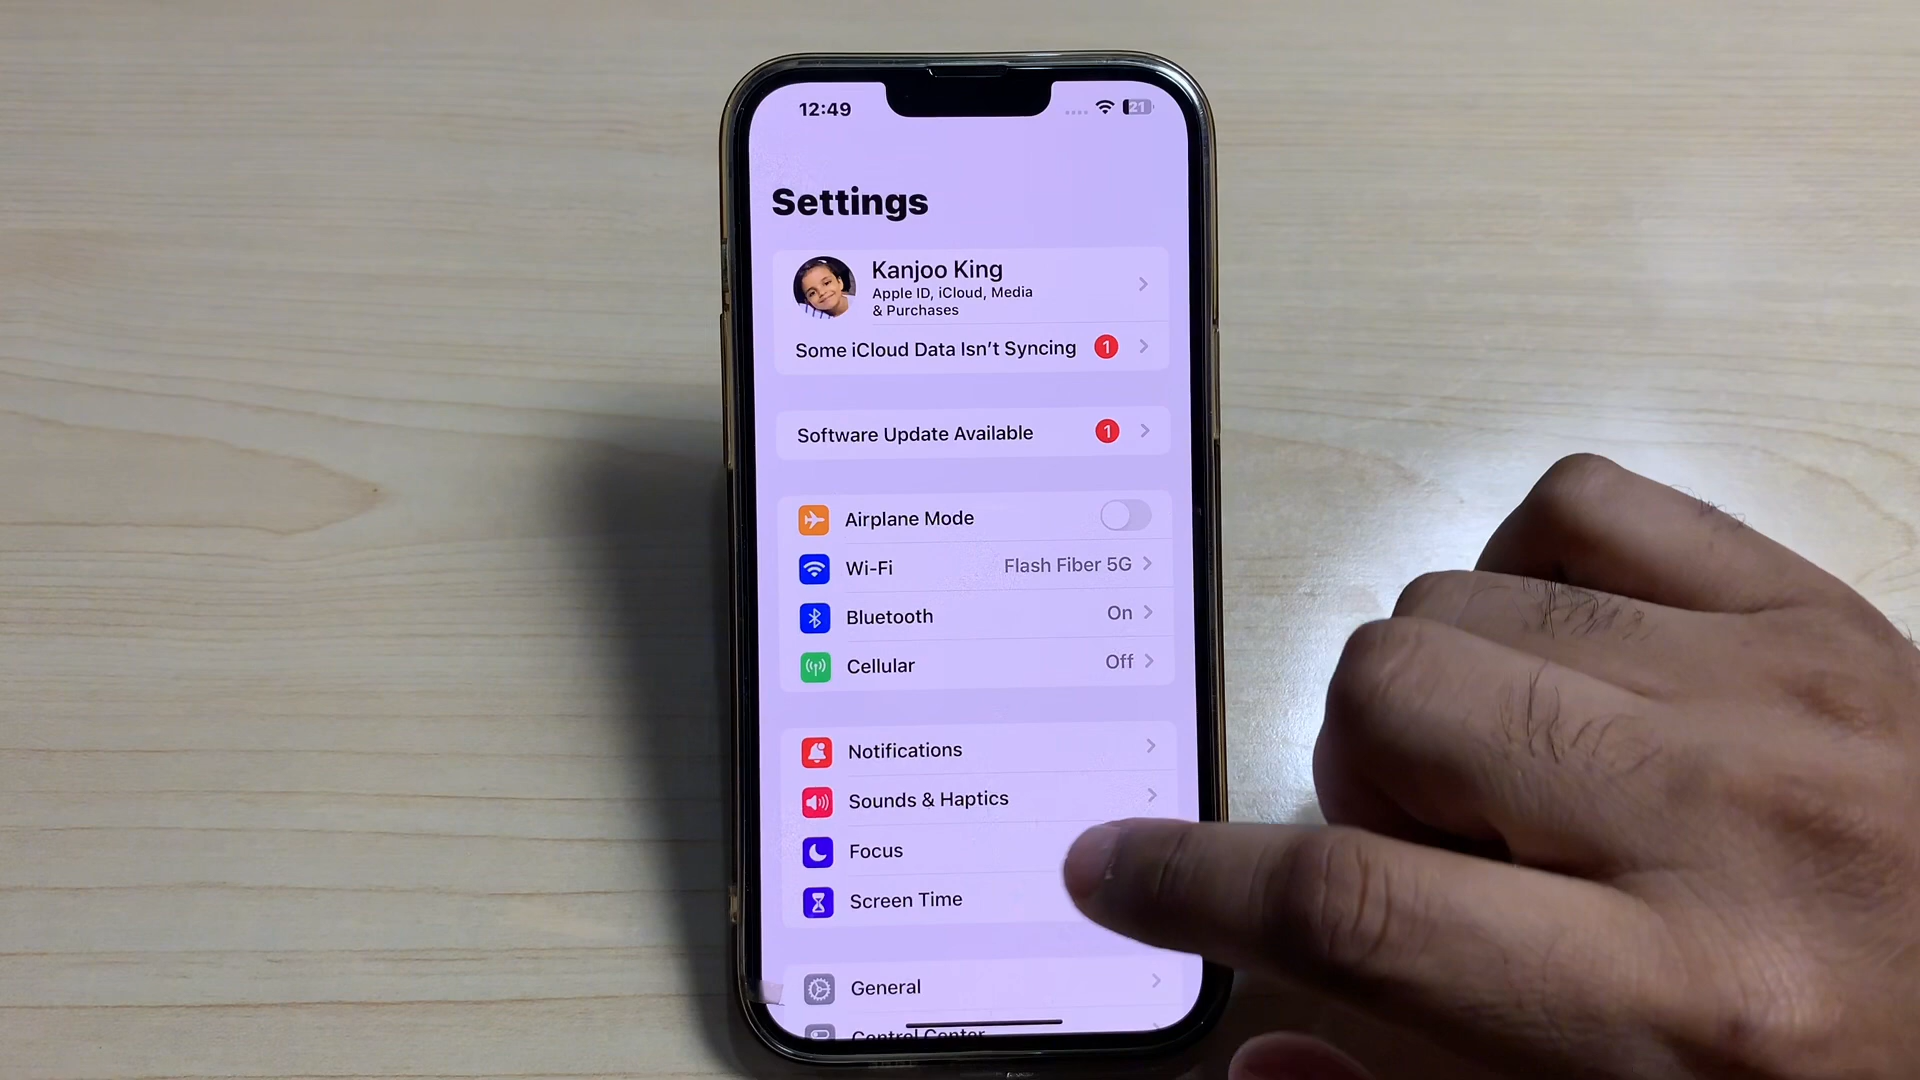 12:49
21
Settings
Kanjoo King
Apple ID, iCloud, Media
& Purchases
Some iCloud Data Isn't Syncing 1
Software Update Available 1
Airplane Mode
Wi-Fi Flash Fiber 5G
Bluetooth On
Cellular Off
Notifications
Sounds & Haptics
Focus
Screen Time
General
Control Center